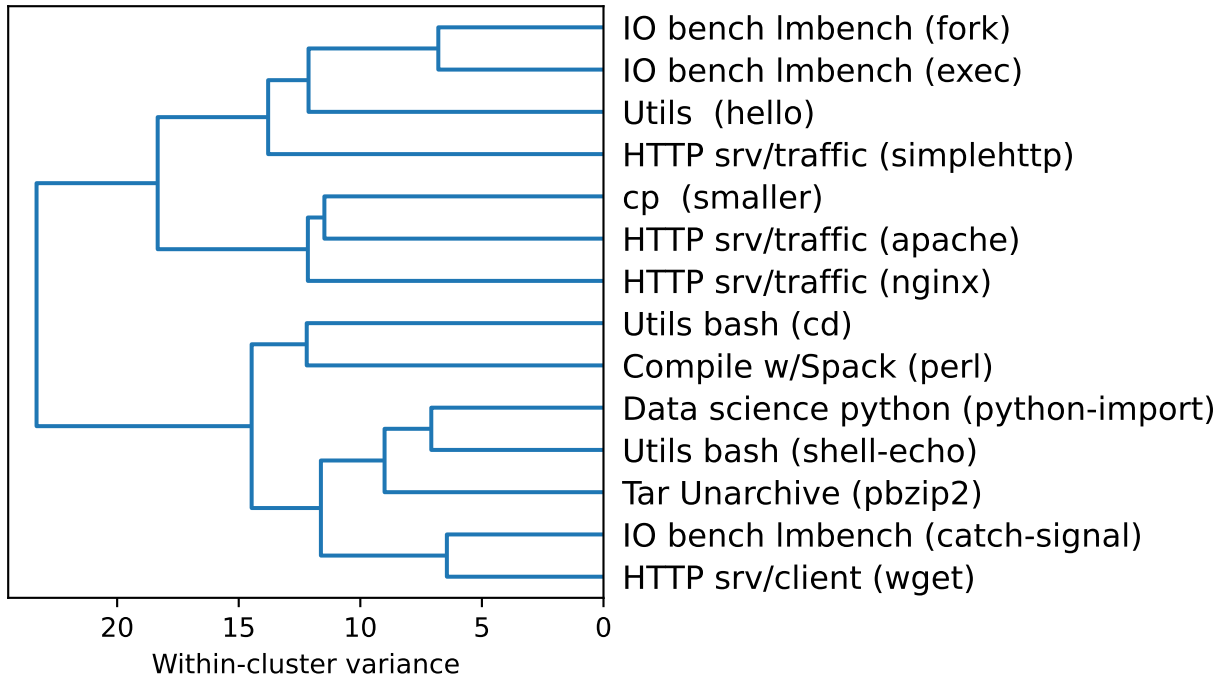 IO bench lmbench (fork)
IO bench lmbench (exec)
Utils  (hello)
HTTP srv/traffic (simplehttp)
cp  (smaller)
HTTP srv/traffic (apache)
HTTP srv/traffic (nginx)
Utils bash (cd)
Compile w/Spack (perl)
Data science python (python-import)
Utils bash (shell-echo)
Tar Unarchive (pbzip2)
IO bench lmbench (catch-signal)
HTTP srv/client (wget)
20 15 10 5 0
Within-cluster variance